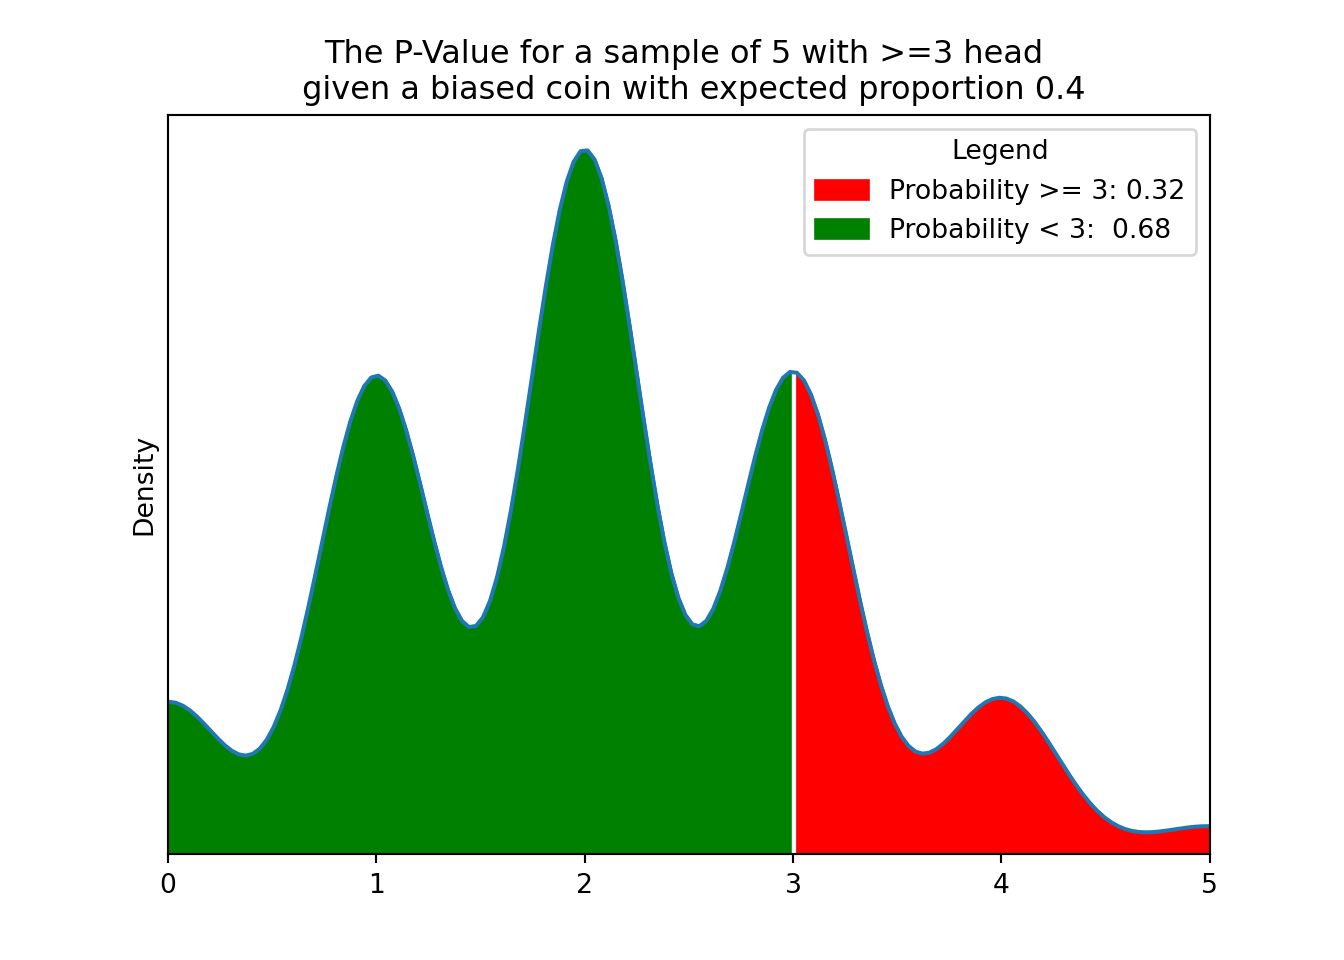 The P-Value for a sample of 5 with >=3 head
given a biased coin with expected proportion 0.4
Legend
Probability >= 3: 0.32
Probability < 3:  0.68
Density
0 1 2 3 4 5